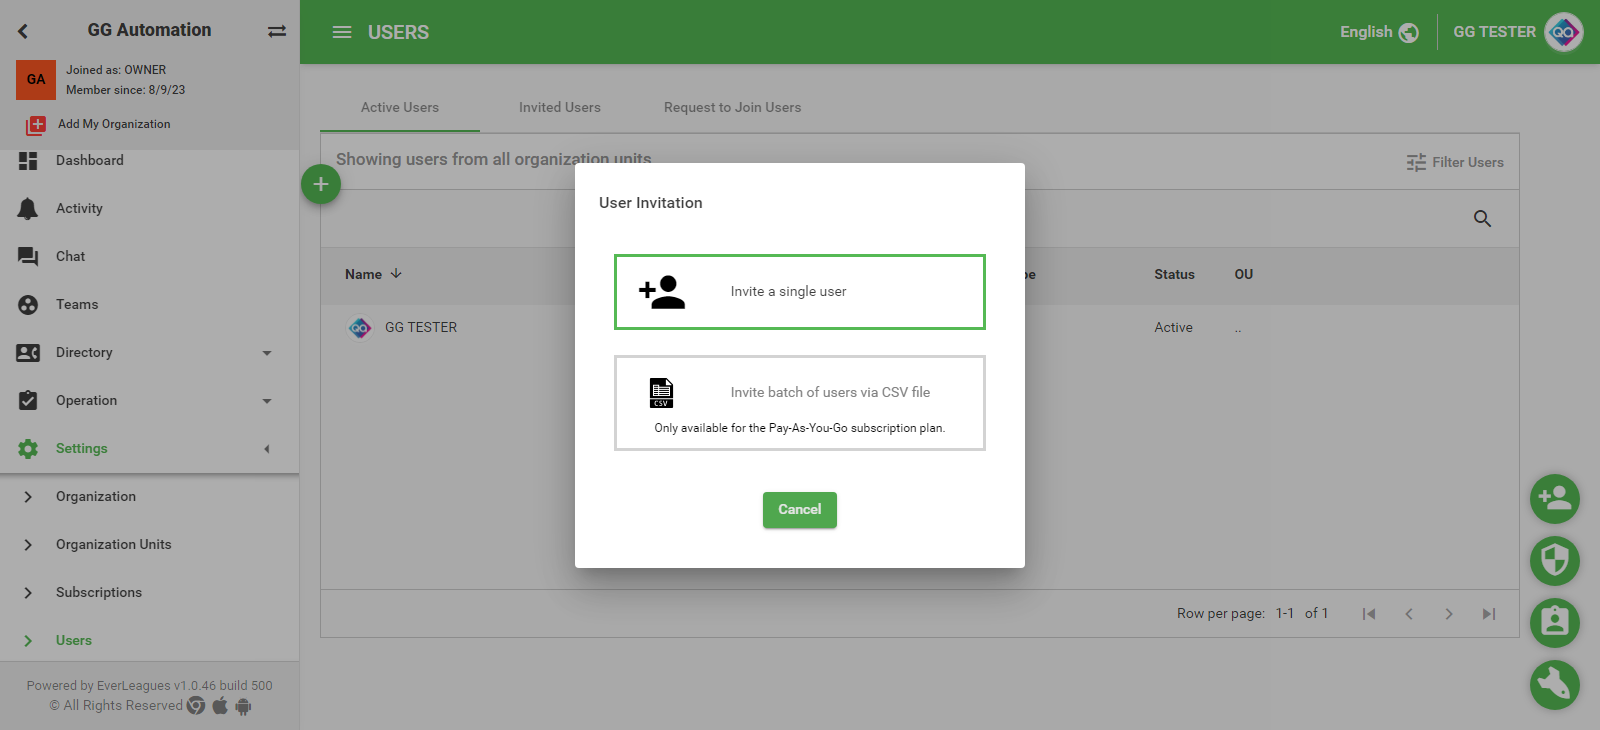 GG Automation
GA
Joined as: OWNER
Member since: 8/9/23
Add My Organization
Dashboard
Activity
Chat
Teams
Directory
Operation
Settings
Organization
Organization Units
Subscriptions
Users
Powered by EverLeagues v1.0.46 build 500
© All Rights Reserved
USERS
English
GG TESTER
QA
Active Users
Invited Users
Request to Join Users
Showing users from all organization units
Filter Users
Name
pe
Status
OU
QA
GG TESTER
Active
..
User Invitation
Invite a single user
CSV
Invite batch of users via CSV file
Only available for the Pay-As-You-Go subscription plan.
Cancel
Row per page: 1-1 of 1